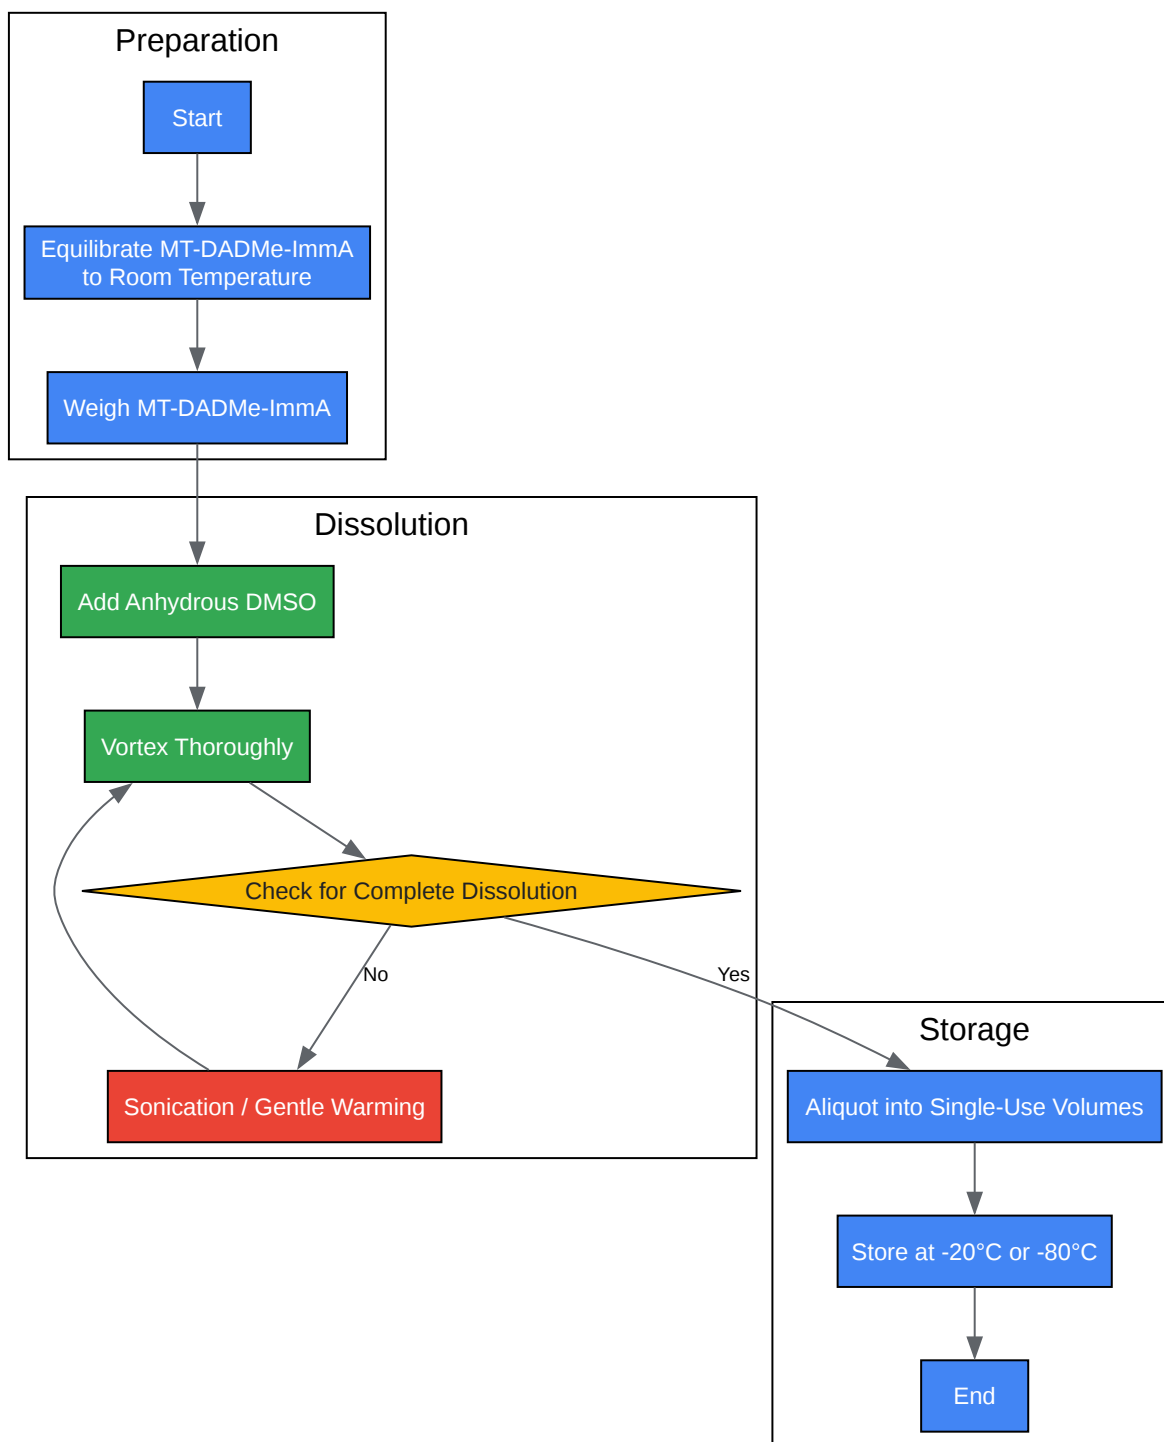 Preparation
Start
Equilibrate MT-DADMe-ImmA
to Room Temperature
Weigh MT-DADMe-ImmA
Dissolution
Add Anhydrous DMSO
Vortex Thoroughly
Check for Complete Dissolution
No
Yes
Sonication / Gentle Warming
Storage
Aliquot into Single-Use Volumes
Store at -20°C or -80°C
End